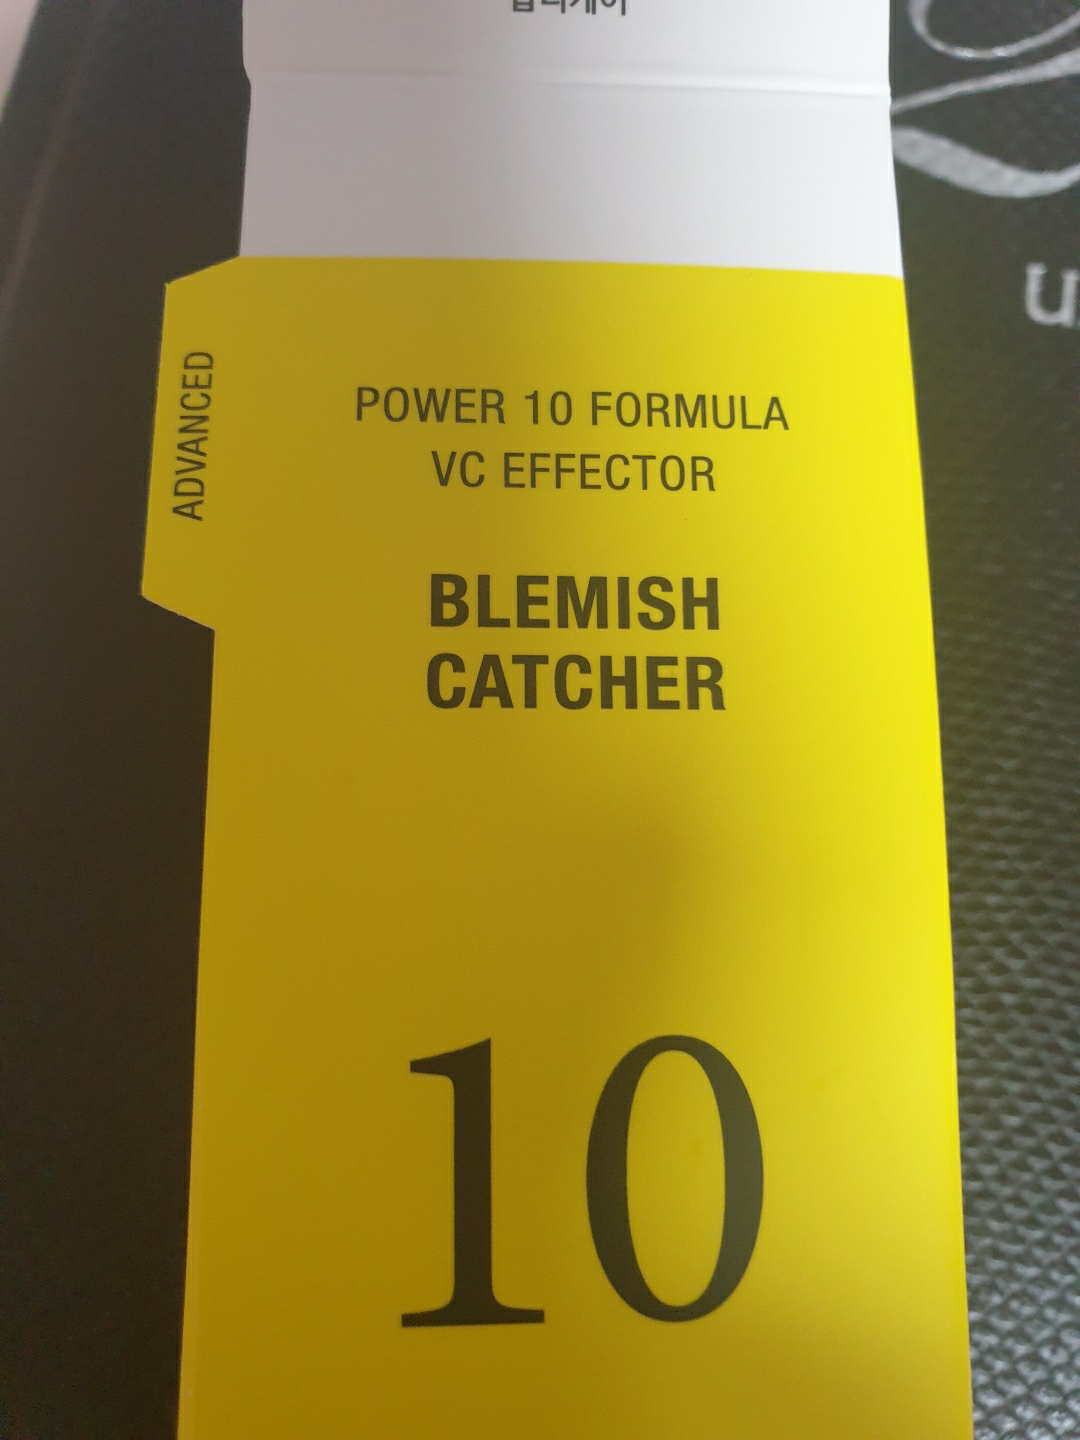 ADVANCED
POWER 10 FORMULA
VC EFFECTOR
BLEMISH
CATCHER
10